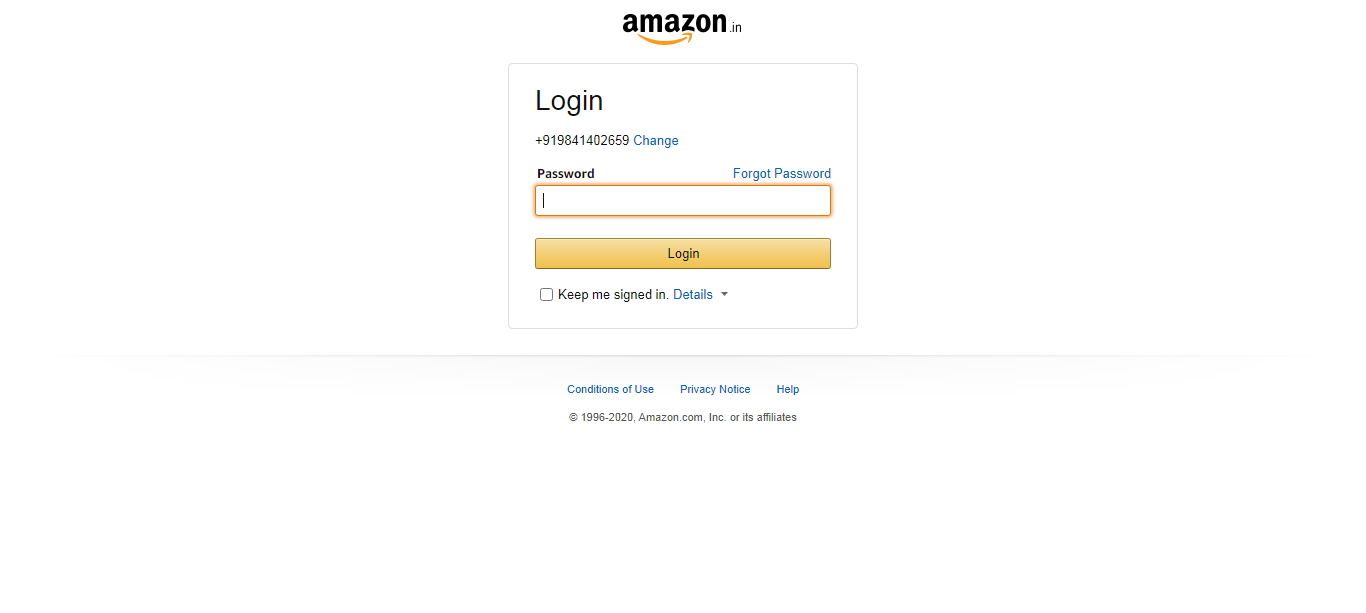 amazon.in
Login
+919841402659 Change
Password Forgot Password
Login
Keep me signed in. Details
Conditions of Use Privacy Notice Help
© 1996-2020, Amazon.com, Inc. or its affiliates